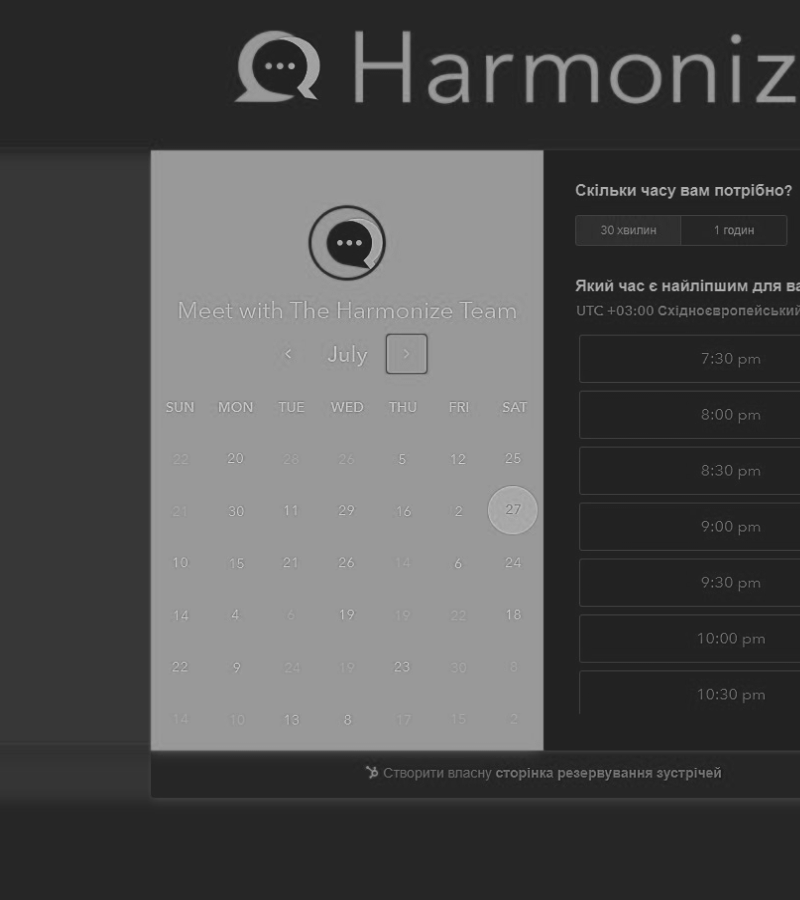 Harmoniz
Meet with The Harmonize Team
< July >
SUN MON TUE WED THU FRI SAT
22 20 28 26 5 12 25
21 30 11 29 16 2 27
10 15 21 26 14 6 24
14 4 6 19 19 22 18
22 9 24 19 23 30 8
14 10 13 8 17 15 2
Скільки часу вам потрібно?
30 хвилин 1 годин
Який час є найліпшим для ва
UTC +03:00 Східноєвропейський
7:30 pm
8:00 pm
8:30 pm
9:00 pm
9:30 pm
10:00 pm
10:30 pm
Створити власну сторінка резервування зустрічей